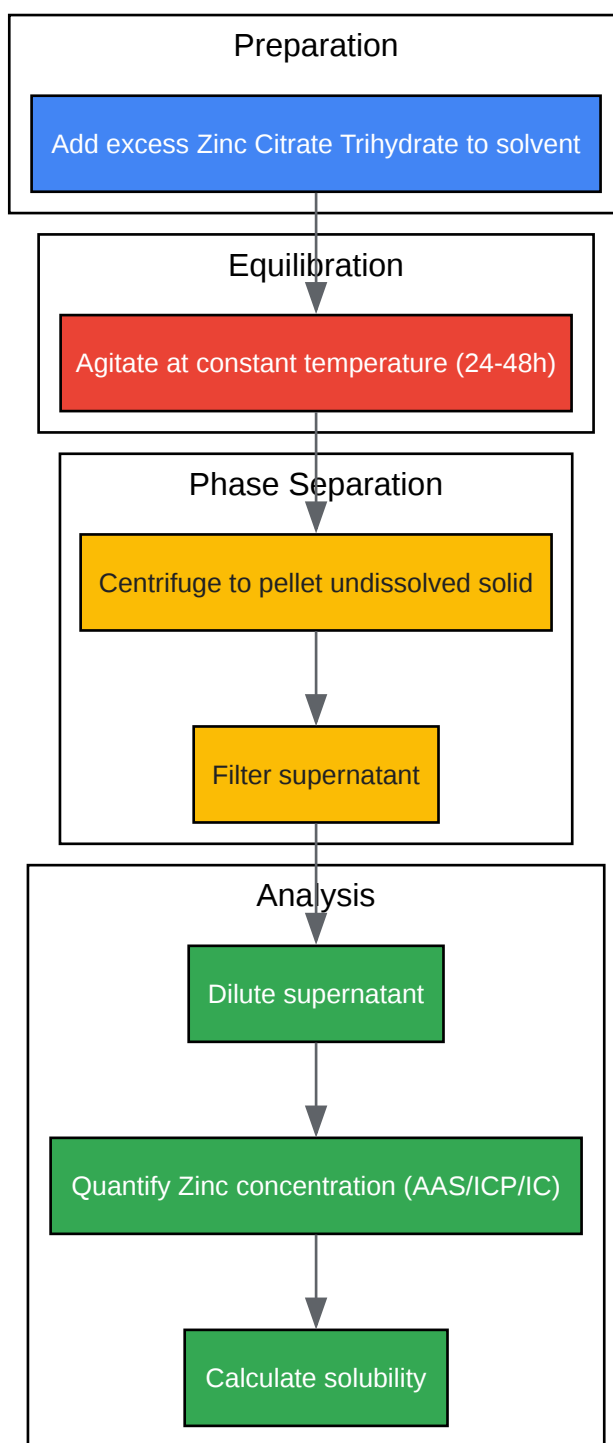 Preparation
Add excess Zinc Citrate Trihydrate to solvent
Equilibration
Agitate at constant temperature (24-48h)
Phase Separation
Centrifuge to pellet undissolved solid
Filter supernatant
Analysis
Dilute supernatant
Quantify Zinc concentration (AAS/ICP/IC)
Calculate solubility